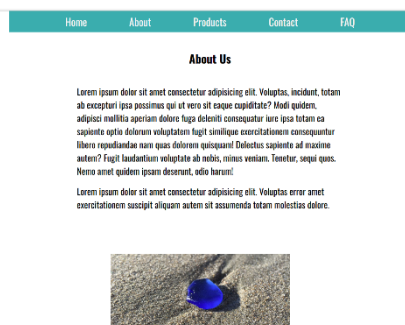 Home About Products Contact FAQ
About Us
Lorem ipsum dolor sit amet consectetur adipisicing elit. Voluptas, incidunt, totam
ab excepturi ipsa possimus qui ut vero sit eaque cupiditate? Modi quidem,
adipisci mollitia aperiam dolore fuga deleniti consequatur iure ipsa totam ea
sapiente optio dolorum voluptatem fugit similique exercitationem consequuntur
libero repudiandae nam quas dolorem quisquam! Delectus sapiente ad maxime
autem? Fugit laudantium voluptate ab nobis, minus veniam. Tenetur, sequi quos.
Nemo amet quidem ipsam deserunt, odio harum!
Lorem ipsum dolor sit amet consectetur adipisicing elit. Voluptas error amet
exercitationem suscipit aliquam autem sit assumenda totam molestias dolore.